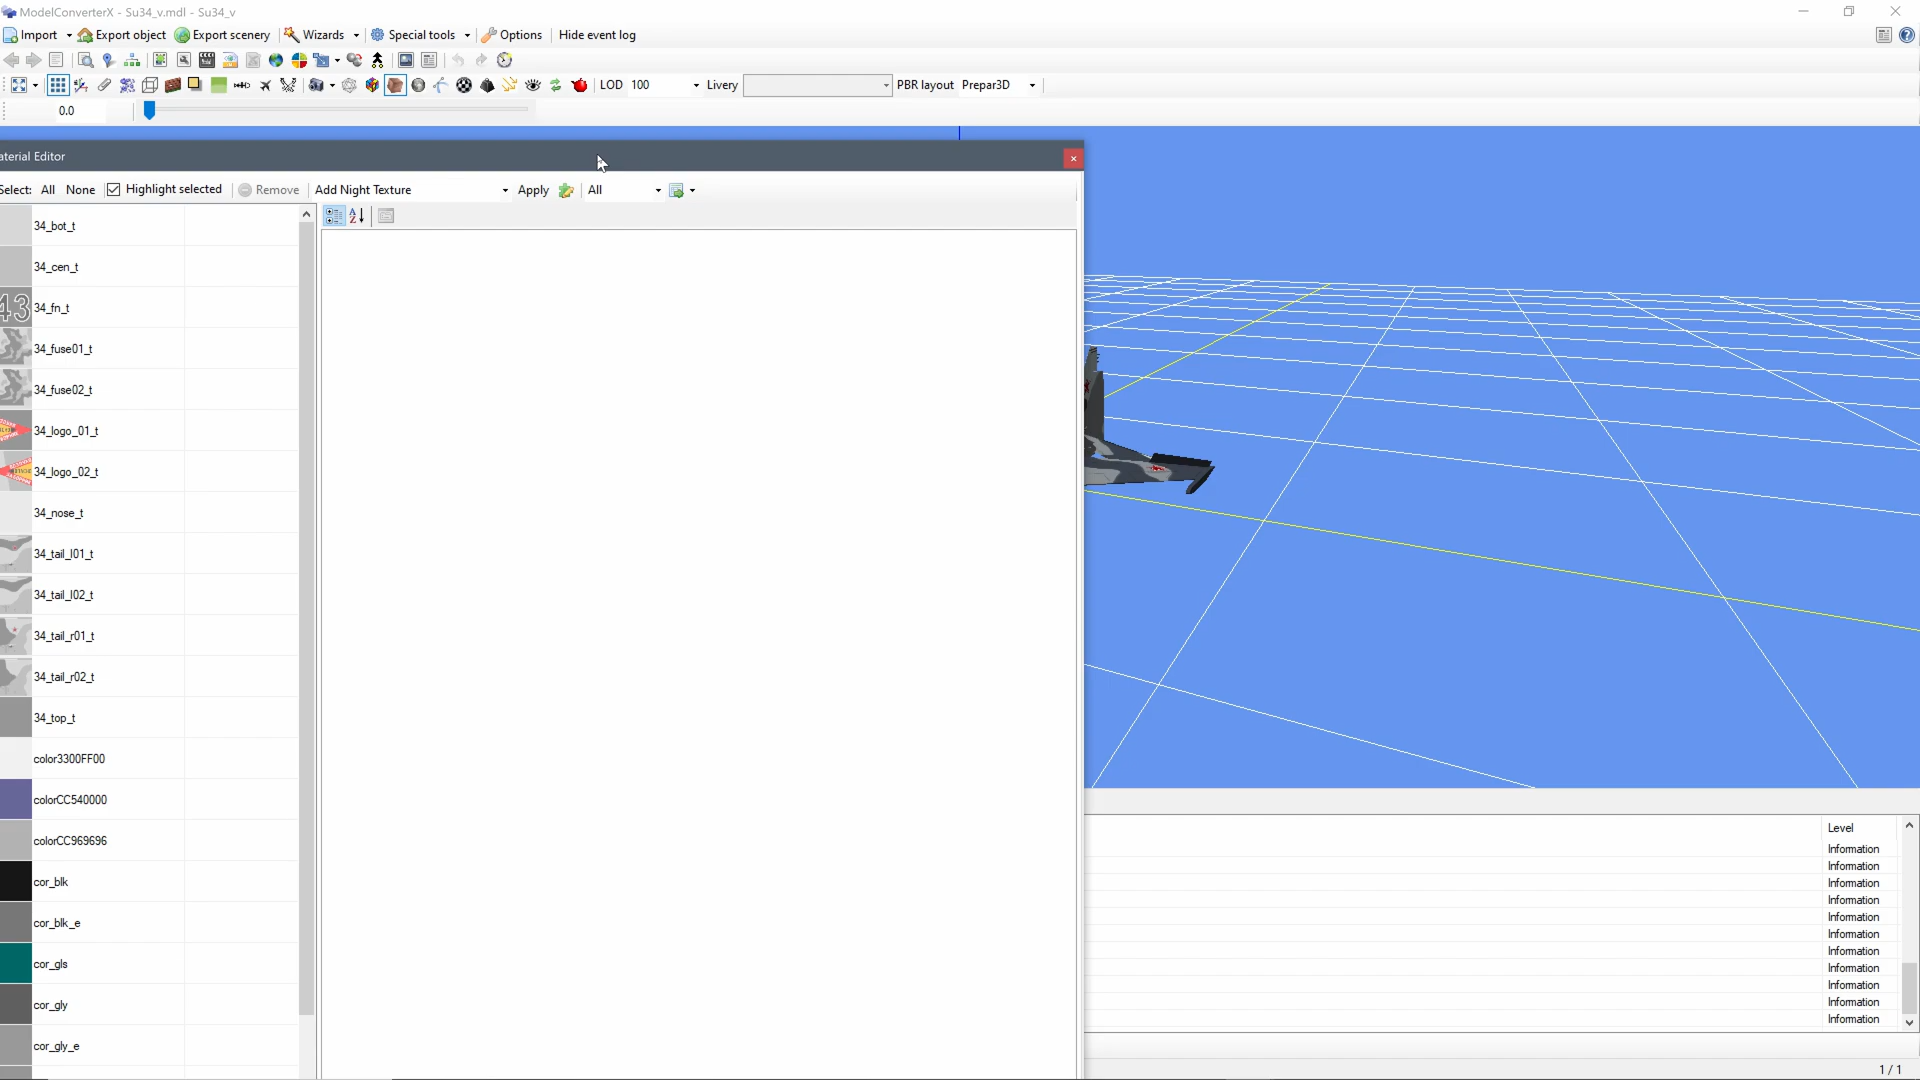 ModelConverterX - Su34_v.mdl - Su34_v
Import Export object Export scenery Wizards Special tools Options Hide event log
LOD 100 Livery PBR layout Prepar3D
0.0
aterial Editor
Select: All None Highlight selected Remove Add Night Texture Apply All
34_bot_t
34_cen_t
43
34_fn_t
34_fuse01_t
34_fuse02_t
34_logo_01_t
34_logo_02_t
34_nose_t
34_tail_l01_t
34_tail_l02_t
34_tail_r01_t
34_tail_r02_t
34_top_t
color3300FF00
colorCC540000
colorCC969696
cor_blk
cor_blk_e
cor_gls
cor_gly
cor_gly_e
Level
Information
Information
Information
Information
Information
Information
Information
Information
Information
Information
Information
1 / 1